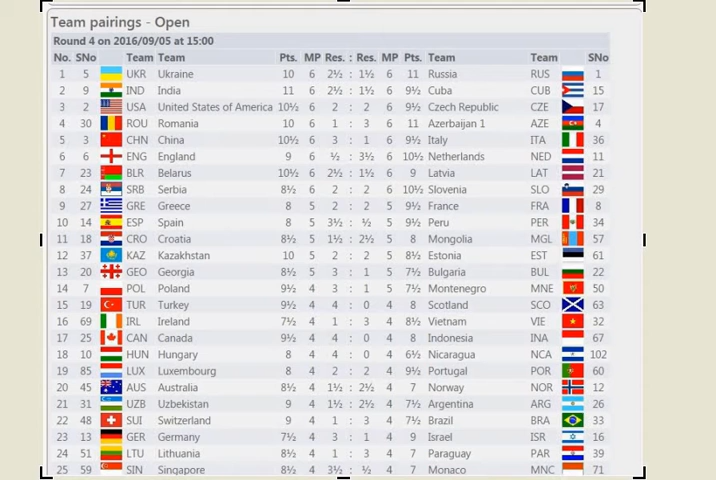 Team pairings - Open
Round 4 on 2016/09/05 at 15:00
No. SNo Team Team Pts. MP Res. : Res. MP Pts. Team Team SNo
1 5 UKR Ukraine 10 6 2½ : 1½ 6 11 Russia RUS 1
2 9 IND India 11 6 2½ : 1½ 6 9½ Cuba CUB 15
3 2 USA United States of America 10½ 6 2 : 2 6 9½ Czech Republic CZE 17
4 30 ROU Romania 10 6 1 : 3 6 11 Azerbaijan 1 AZE 4
5 3 CHN China 10½ 6 3 : 1 6 9½ Italy ITA 36
6 6 ENG England 9 6 ½ : 3½ 6 10½ Netherlands NED 11
7 23 BLR Belarus 10½ 6 2½ : 1½ 6 9 Latvia LAT 21
8 24 SRB Serbia 8½ 6 2 : 2 6 10½ Slovenia SLO 29
9 27 GRE Greece 8 5 2 : 2 5 9½ France FRA 8
10 14 ESP Spain 8 5 3½ : ½ 5 9½ Peru PER 34
11 18 CRO Croatia 8½ 5 1½ : 2½ 5 8 Mongolia MGL 57
12 37 KAZ Kazakhstan 10 5 2 : 2 5 8½ Estonia EST 61
13 20 GEO Georgia 8½ 5 3 : 1 5 7½ Bulgaria BUL 22
14 7 POL Poland 9½ 4 3 : 1 5 7½ Montenegro MNE 50
15 19 TUR Turkey 9½ 4 4 : 0 4 8 Scotland SCO 63
16 69 IRL Ireland 7½ 4 1 : 3 4 8½ Vietnam VIE 32
17 25 CAN Canada 9½ 4 4 : 0 4 8 Indonesia INA 67
18 10 HUN Hungary 8 4 4 : 0 4 6½ Nicaragua NCA 102
19 85 LUX Luxembourg 8 4 2 : 2 4 9½ Portugal POR 60
20 45 AUS Australia 8½ 4 1½ : 2½ 4 7 Norway NOR 12
21 31 UZB Uzbekistan 9 4 1½ : 2½ 4 7½ Argentina ARG 26
22 48 SUI Switzerland 9 4 1 : 3 4 7½ Brazil BRA 33
23 13 GER Germany 7½ 4 3 : 1 4 9 Israel ISR 16
24 51 LTU Lithuania 8½ 4 1 : 3 4 7 Paraguay PAR 39
25 59 SIN Singapore 8½ 4 3½ : ½ 4 7 Monaco MNC 71